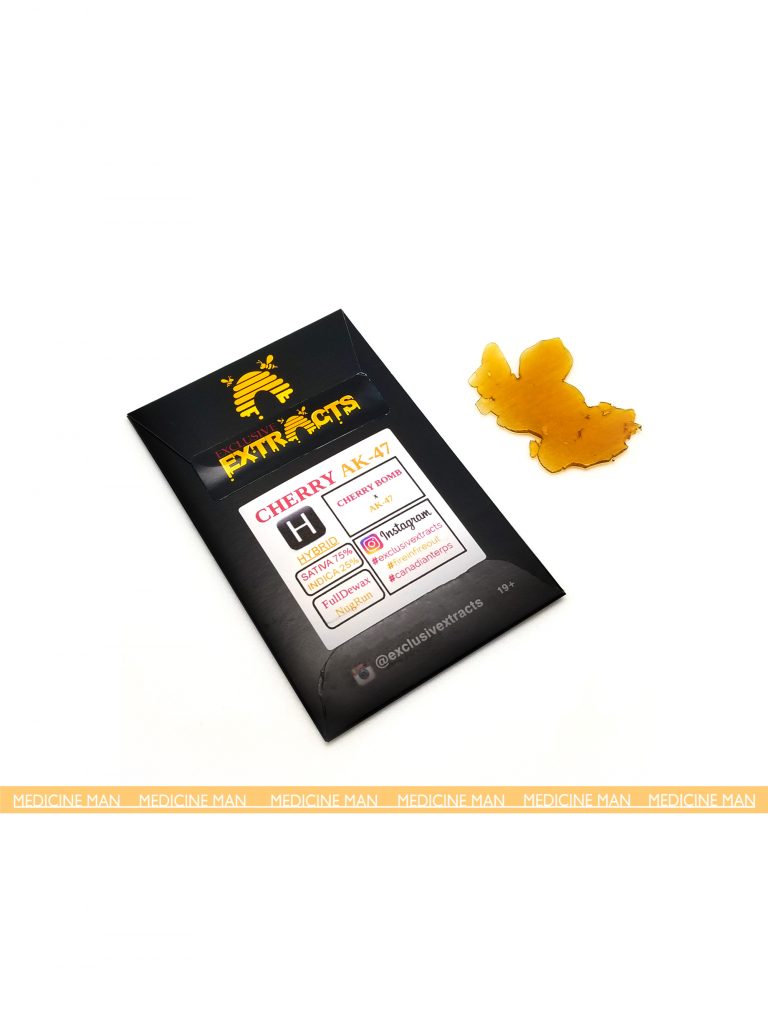 EXCLUSIVE
EXTRACTS
CHERRY AK-47
H
HYBRID
SATIVA 75%
INDICA 25%
FullDewax
NugRun
CHERRY BOMB
x
AK-47
Instagram
#exclusivextracts
#fireinfireout
#canadianterps
@exclusivextracts
19+
MEDICINE MAN MEDICINE MAN MEDICINE MAN MEDICINE MAN MEDICINE MAN MEDICINE MAN